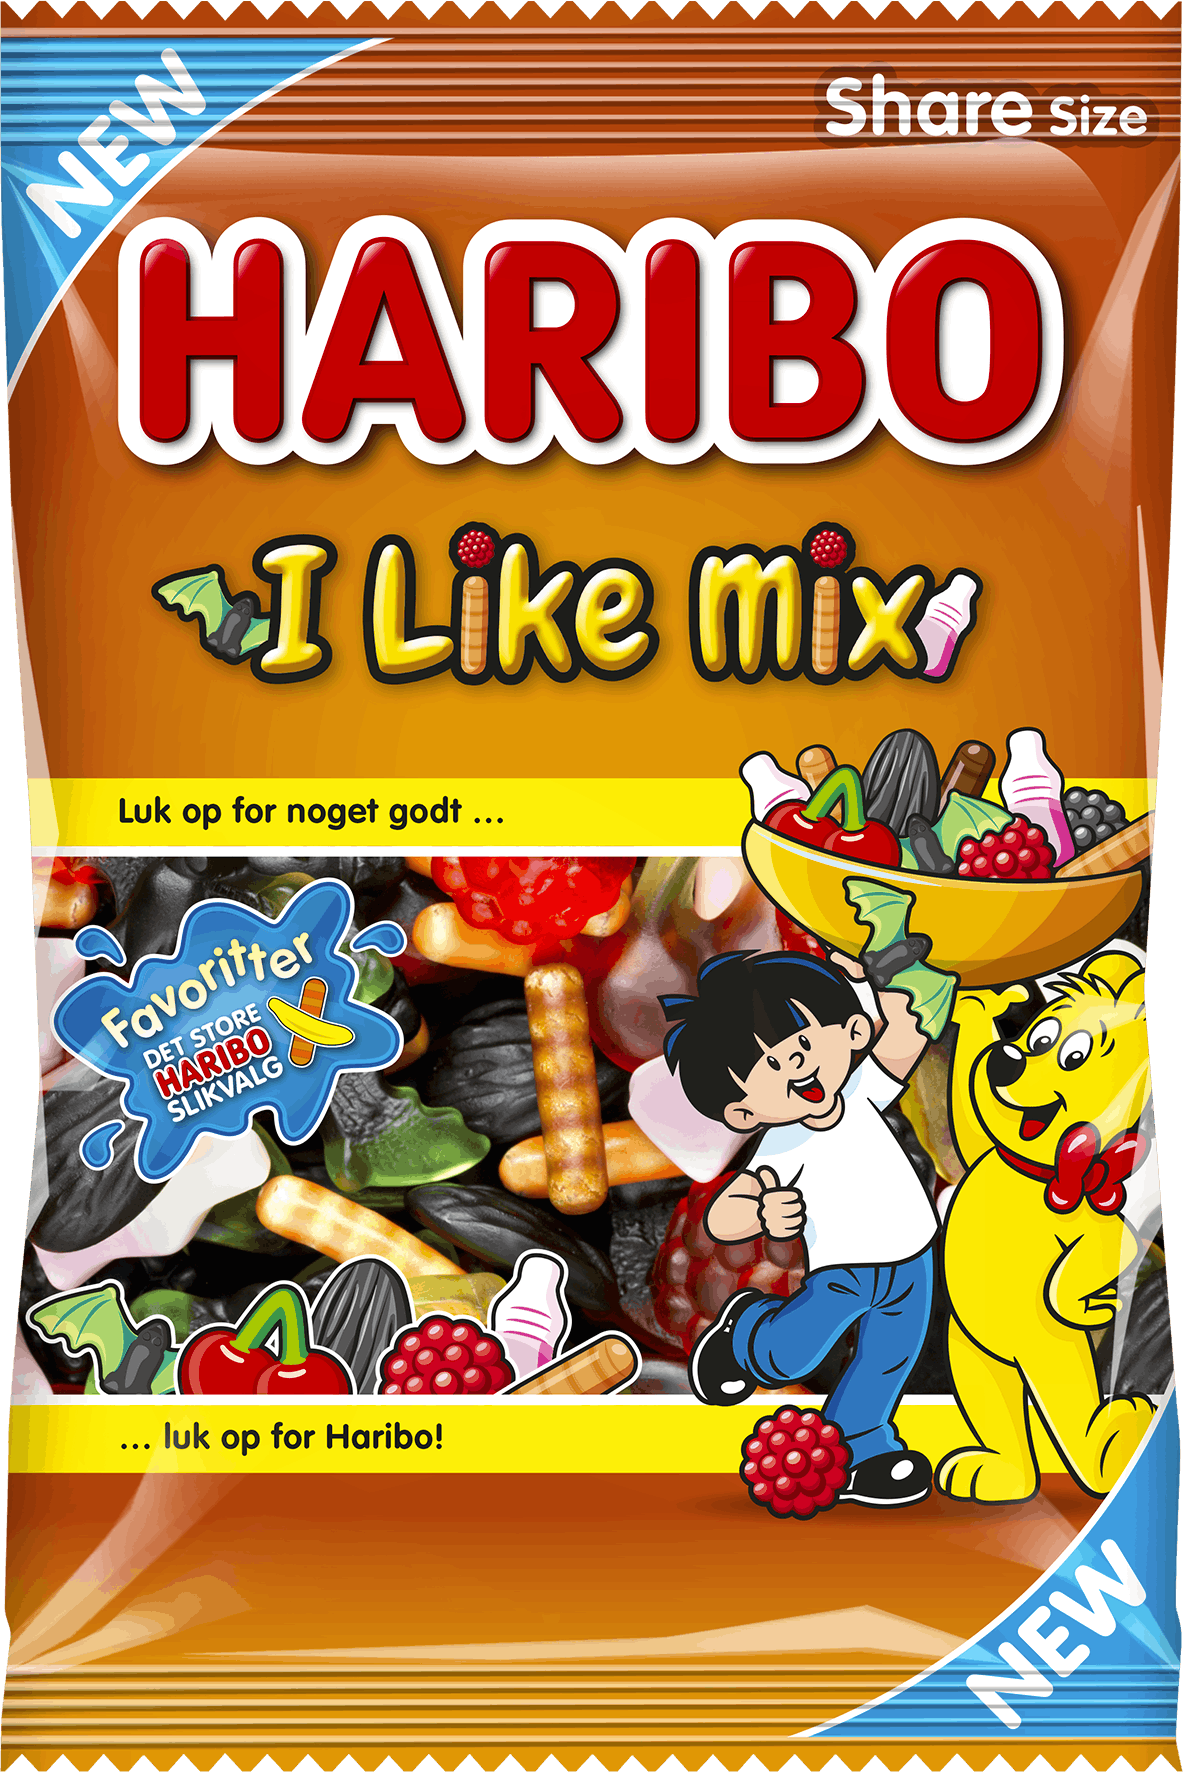 NEW
Share Size
HARIBO
I Like mix
Luk op for noget godt ...
Favoritter
DET STORE
HARIBO
SLIKVALG
... luk op for Haribo!
NEW